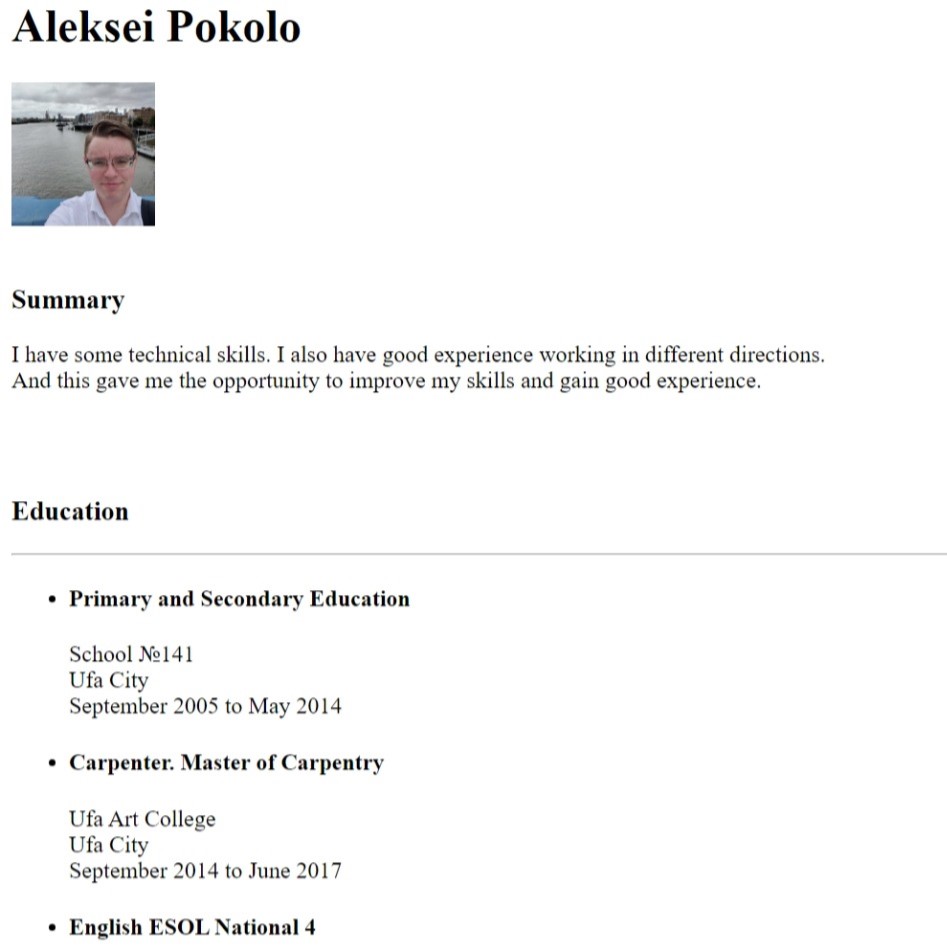 Aleksei Pokolo
Summary
I have some technical skills. I also have good experience working in different directions.
And this gave me the opportunity to improve my skills and gain good experience.
Education
• Primary and Secondary Education
School №141
Ufa City
September 2005 to May 2014
• Carpenter. Master of Carpentry
Ufa Art College
Ufa City
September 2014 to June 2017
• English ESOL National 4